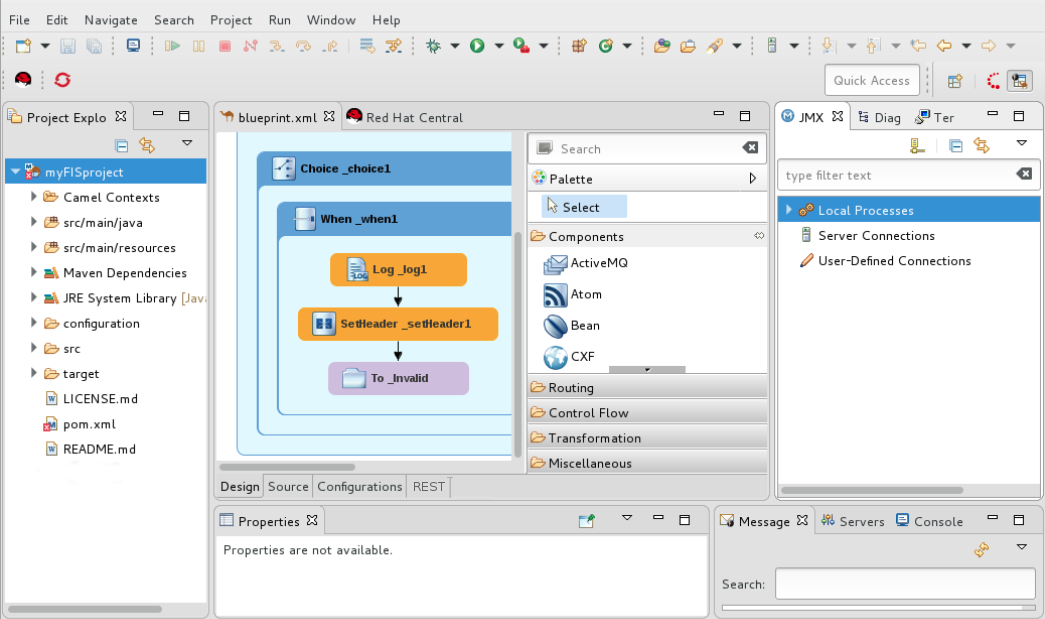 File Edit Navigate Search Project Run Window Help
Quick Access
Project Explo
myFISproject
Camel Contexts
src/main/java
src/main/resources
Maven Dependencies
JRE System Library [Java
configuration
src
target
LICENSE.md
pom.xml
README.md
blueprint.xml Red Hat Central
Choice _choice1
When _when1
Log _log1
SetHeader _setHeader1
To _Invalid
Search
Palette
Select
Components
ActiveMQ
Atom
Bean
CXF
Routing
Control Flow
Transformation
Miscellaneous
Design Source Configurations REST
JMX Diag Ter
type filter text
Local Processes
Server Connections
User-Defined Connections
Properties
Properties are not available.
Message Servers Console
Search: